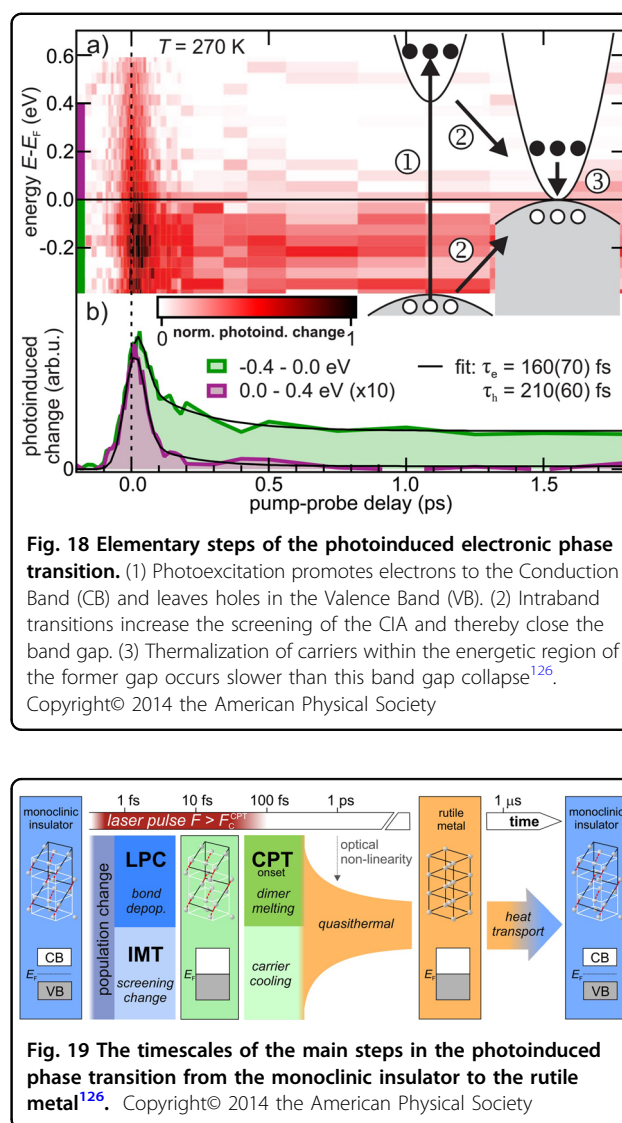 a)
T = 270 K
energy E-E_F (eV)
0.6
0.4
0.2
0.0
-0.2
①
②
②
③
b)
0
norm. photoind. change
1
photoinduced
change (arb.u.)
0
-0.4 - 0.0 eV
0.0 - 0.4 eV (x10)
fit: τ_e = 160(70) fs
τ_h = 210(60) fs
0.0
0.5
1.0
1.5
pump-probe delay (ps)
Fig. 18 Elementary steps of the photoinduced electronic phase
transition. (1) Photoexcitation promotes electrons to the Conduction
Band (CB) and leaves holes in the Valence Band (VB). (2) Intraband
transitions increase the screening of the CIA and thereby close the
band gap. (3) Thermalization of carriers within the energetic region of
the former gap occurs slower than this band gap collapse126.
Copyright© 2014 the American Physical Society
monoclinic
insulator
CB
E_F
VB
1 fs
10 fs
100 fs
1 ps
laser pulse F > F_C^CPT
population change
LPC
bond
depop.
IMT
screening
change
E_F
CPT
onset
dimer
melting
carrier
cooling
optical
non-linearity
quasithermal
rutile
metal
E_F
1 µs
time
heat
transport
monoclinic
insulator
CB
E_F
VB
Fig. 19 The timescales of the main steps in the photoinduced
phase transition from the monoclinic insulator to the rutile
metal126. Copyright© 2014 the American Physical Society